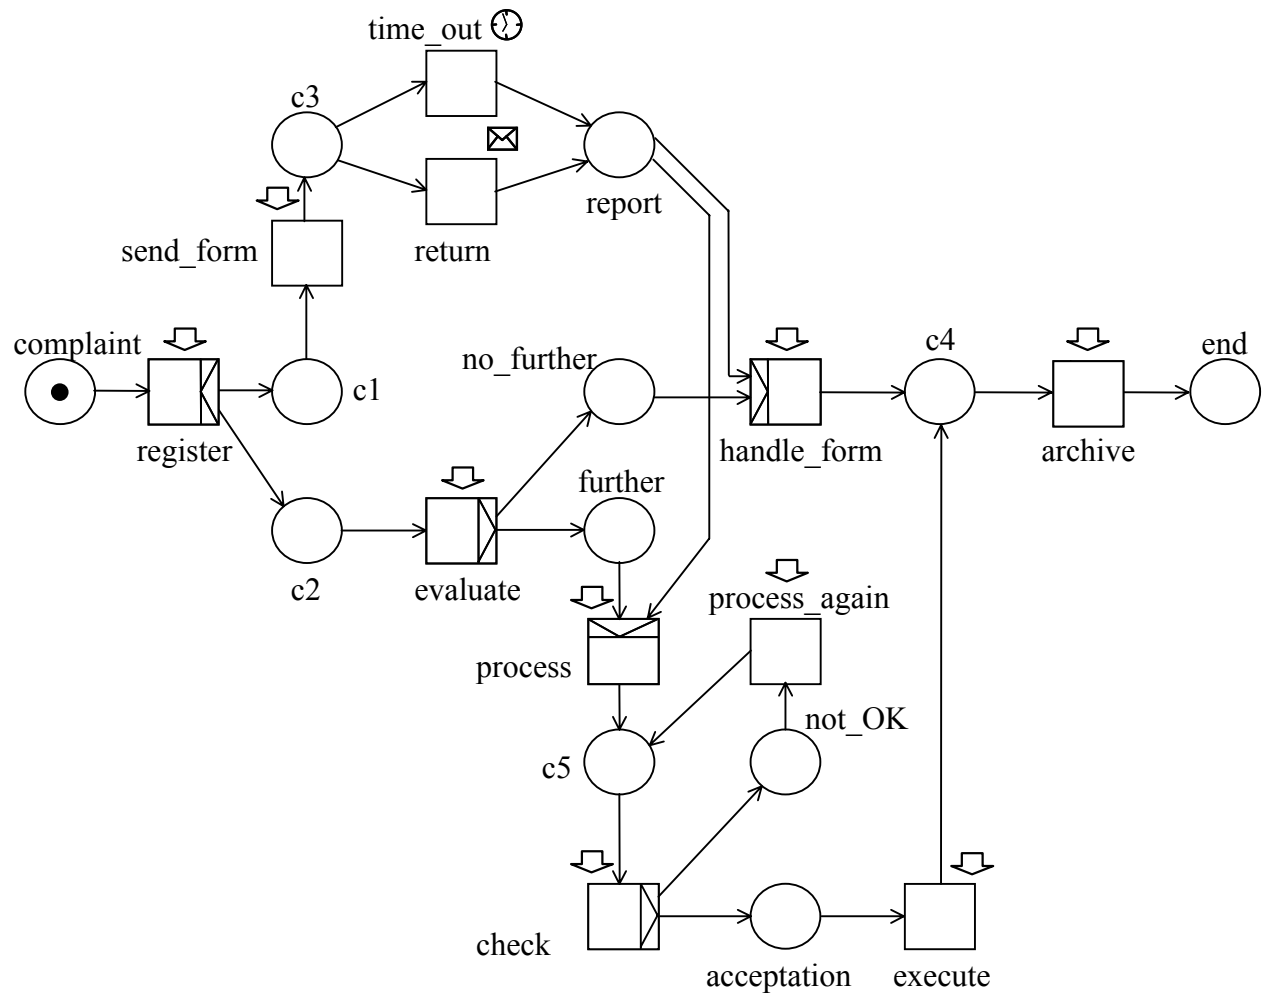 time_out
c3
report
send_form
return
complaint
no_further
c4
end
c1
register
handle_form
archive
further
c2
evaluate
process_again
process
not_OK
c5
check
acceptation
execute